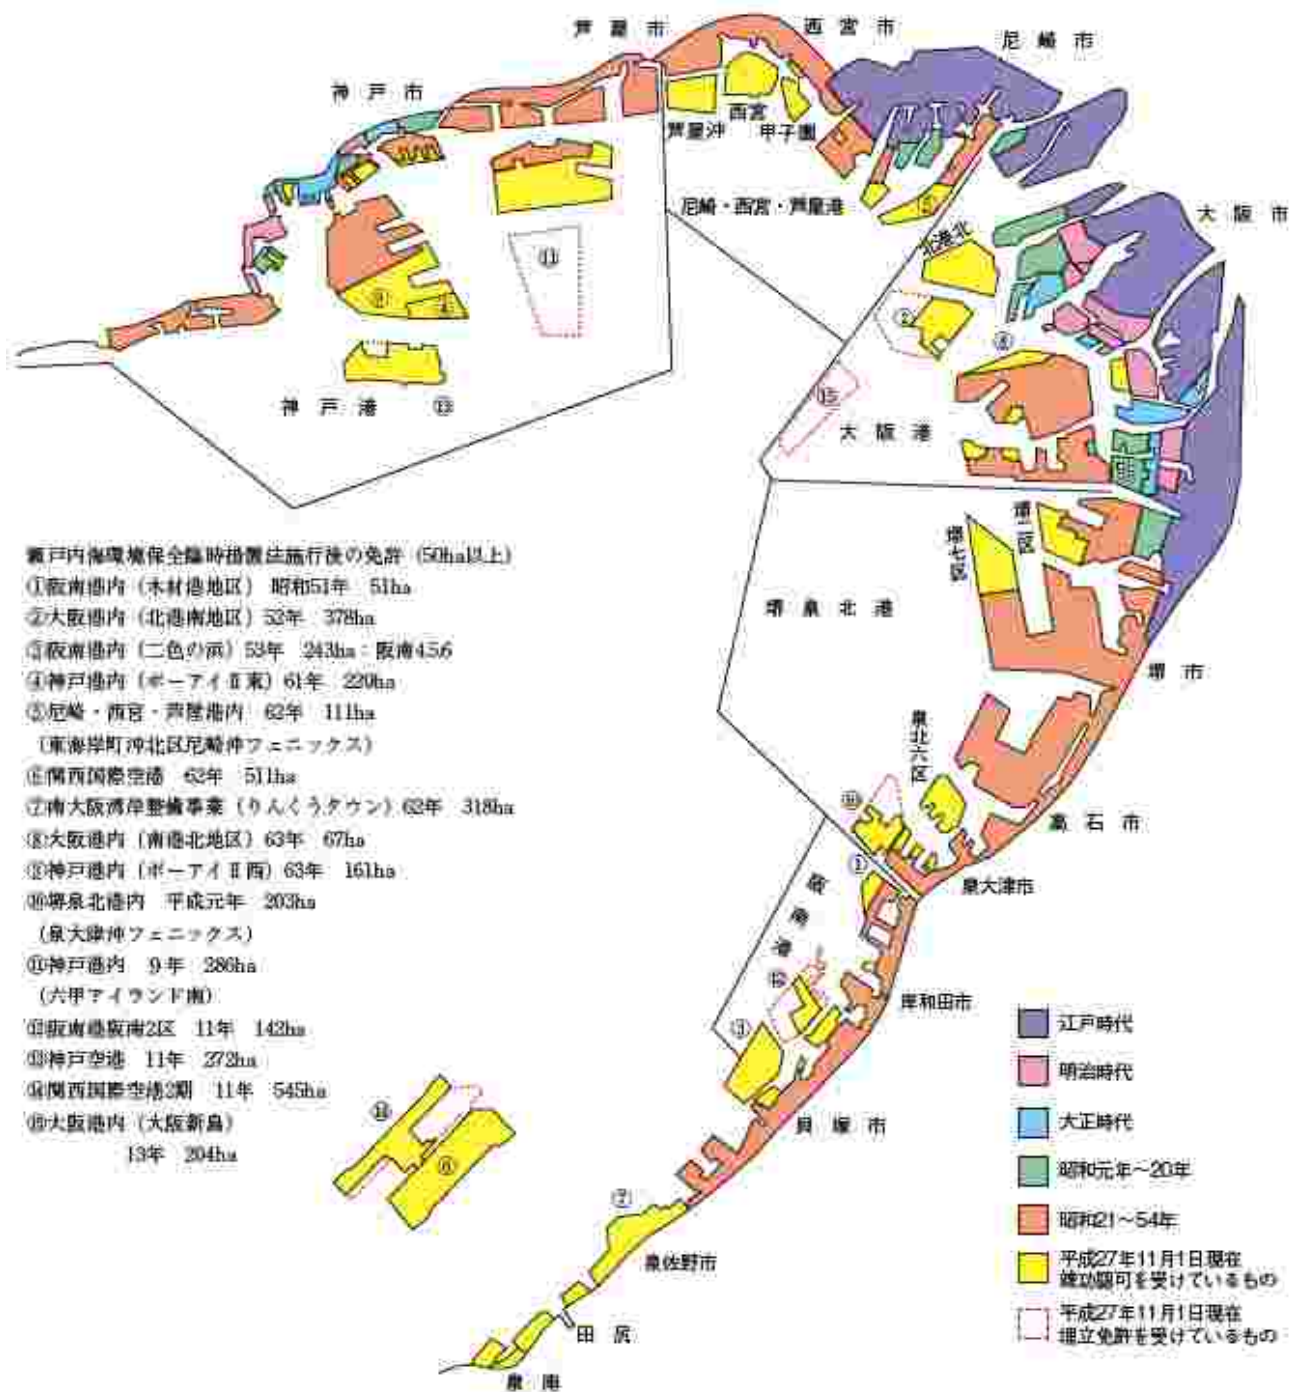 芦屋市
西宮市
尼崎市
神戸市
西宮
芦屋沖
甲子園
大阪市
尼崎・西宮・芦屋港
⑤
北港北
⑪
⑨
④
②
⑧
神戸港
⑬
⑮
大阪港
堺七区
堺二区
堺泉北港
堺市
瀬戸内海環境保全臨時措置法施行後の免許（50ha以上）
①阪南港内（木材港地区） 昭和51年 51ha
②大阪港内（北港南地区）52年 378ha
③阪南港内（二色の浜）53年 243ha：阪南4.5.6
④神戸港内（ポーアイⅡ東）61年 220ha
⑤尼崎・西宮・芦屋港内 62年 111ha
（東海岸町沖北区尼崎沖フェニックス）
⑥関西国際空港 62年 511ha
⑦南大阪湾岸整備事業（りんくうタウン）62年 318ha
⑧大阪港内（南港北地区）63年 67ha
⑨神戸港内（ポーアイⅡ西）63年 161ha
⑩堺泉北港内 平成元年 203ha
（泉大津沖フェニックス）
⑪神戸港内 9年 286ha
（六甲アイランド南）
⑫阪南港阪南2区 11年 142ha
⑬神戸空港 11年 272ha
⑭関西国際空港2期 11年 545ha
⑮大阪港内（大阪新島）
13年 204ha
泉北六区
⑩
高石市
①
泉大津市
阪南港
⑫
③
岸和田市
貝塚市
⑭
⑥
⑦
泉佐野市
田尻
泉南
江戸時代
明治時代
大正時代
昭和元年～20年
昭和21～54年
平成27年11月1日現在
竣功認可を受けているもの
平成27年11月1日現在
埋立免許を受けているもの